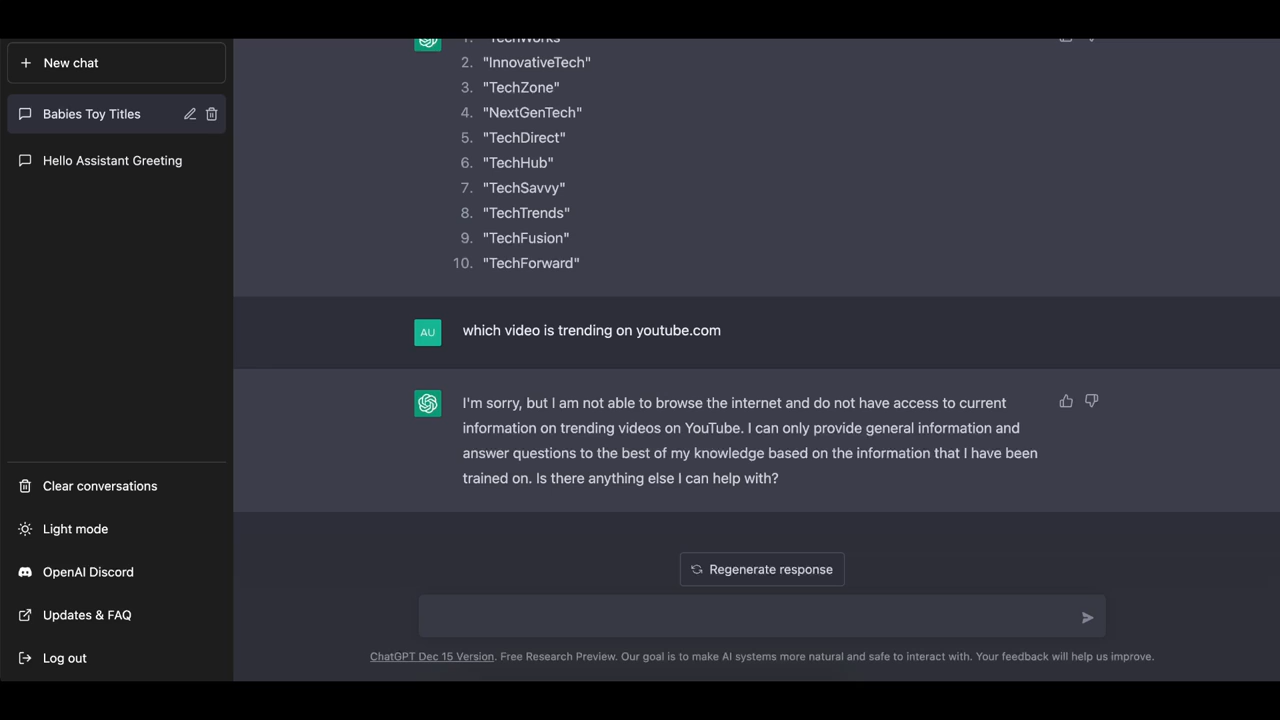 New chat
Babies Toy Titles
Hello Assistant Greeting
Clear conversations
Light mode
OpenAI Discord
Updates & FAQ
Log out
1. "TechWorks"
2. "InnovativeTech"
3. "TechZone"
4. "NextGenTech"
5. "TechDirect"
6. "TechHub"
7. "TechSavvy"
8. "TechTrends"
9. "TechFusion"
10. "TechForward"
AU
which video is trending on youtube.com
I'm sorry, but I am not able to browse the internet and do not have access to current
information on trending videos on YouTube. I can only provide general information and
answer questions to the best of my knowledge based on the information that I have been
trained on. Is there anything else I can help with?
Regenerate response
ChatGPT Dec 15 Version. Free Research Preview. Our goal is to make AI systems more natural and safe to interact with. Your feedback will help us improve.